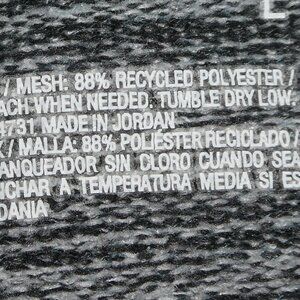 L
/ MESH: 88% RECYCLED POLYESTER /
ACH WHEN NEEDED. TUMBLE DRY LOW.
4731 MADE IN JORDAN
X / MALLA: 88% POLIÉSTER RECICLADO /
ANQUEADOR SIN CLORO CUANDO SEA
NCHAR A TEMPERATURA MEDIA SI ES
DANIA